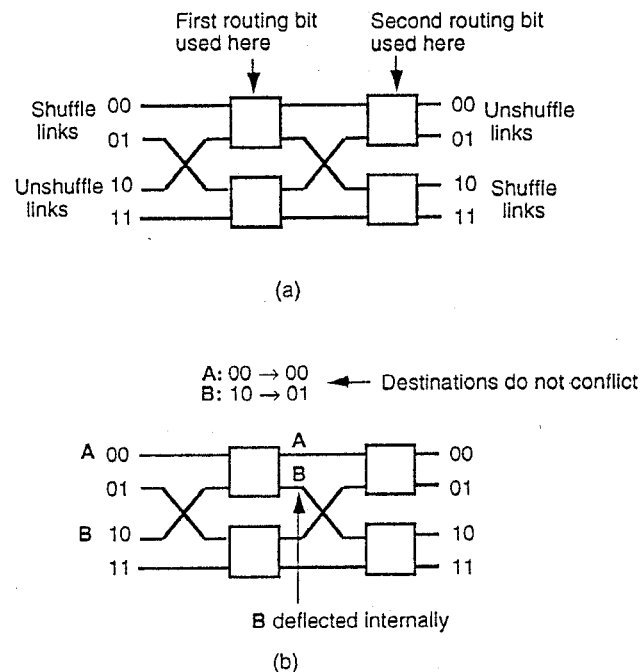 First routing bit
used here
Second routing bit
used here
Shuffle
links
00
01
Unshuffle
links
10
11
00
01
Unshuffle
links
10
11
Shuffle
links
(a)
A: 00 → 00
B: 10 → 01
← Destinations do not conflict
A 00
01
B 10
11
A
B
00
01
10
11
B deflected internally
(b)